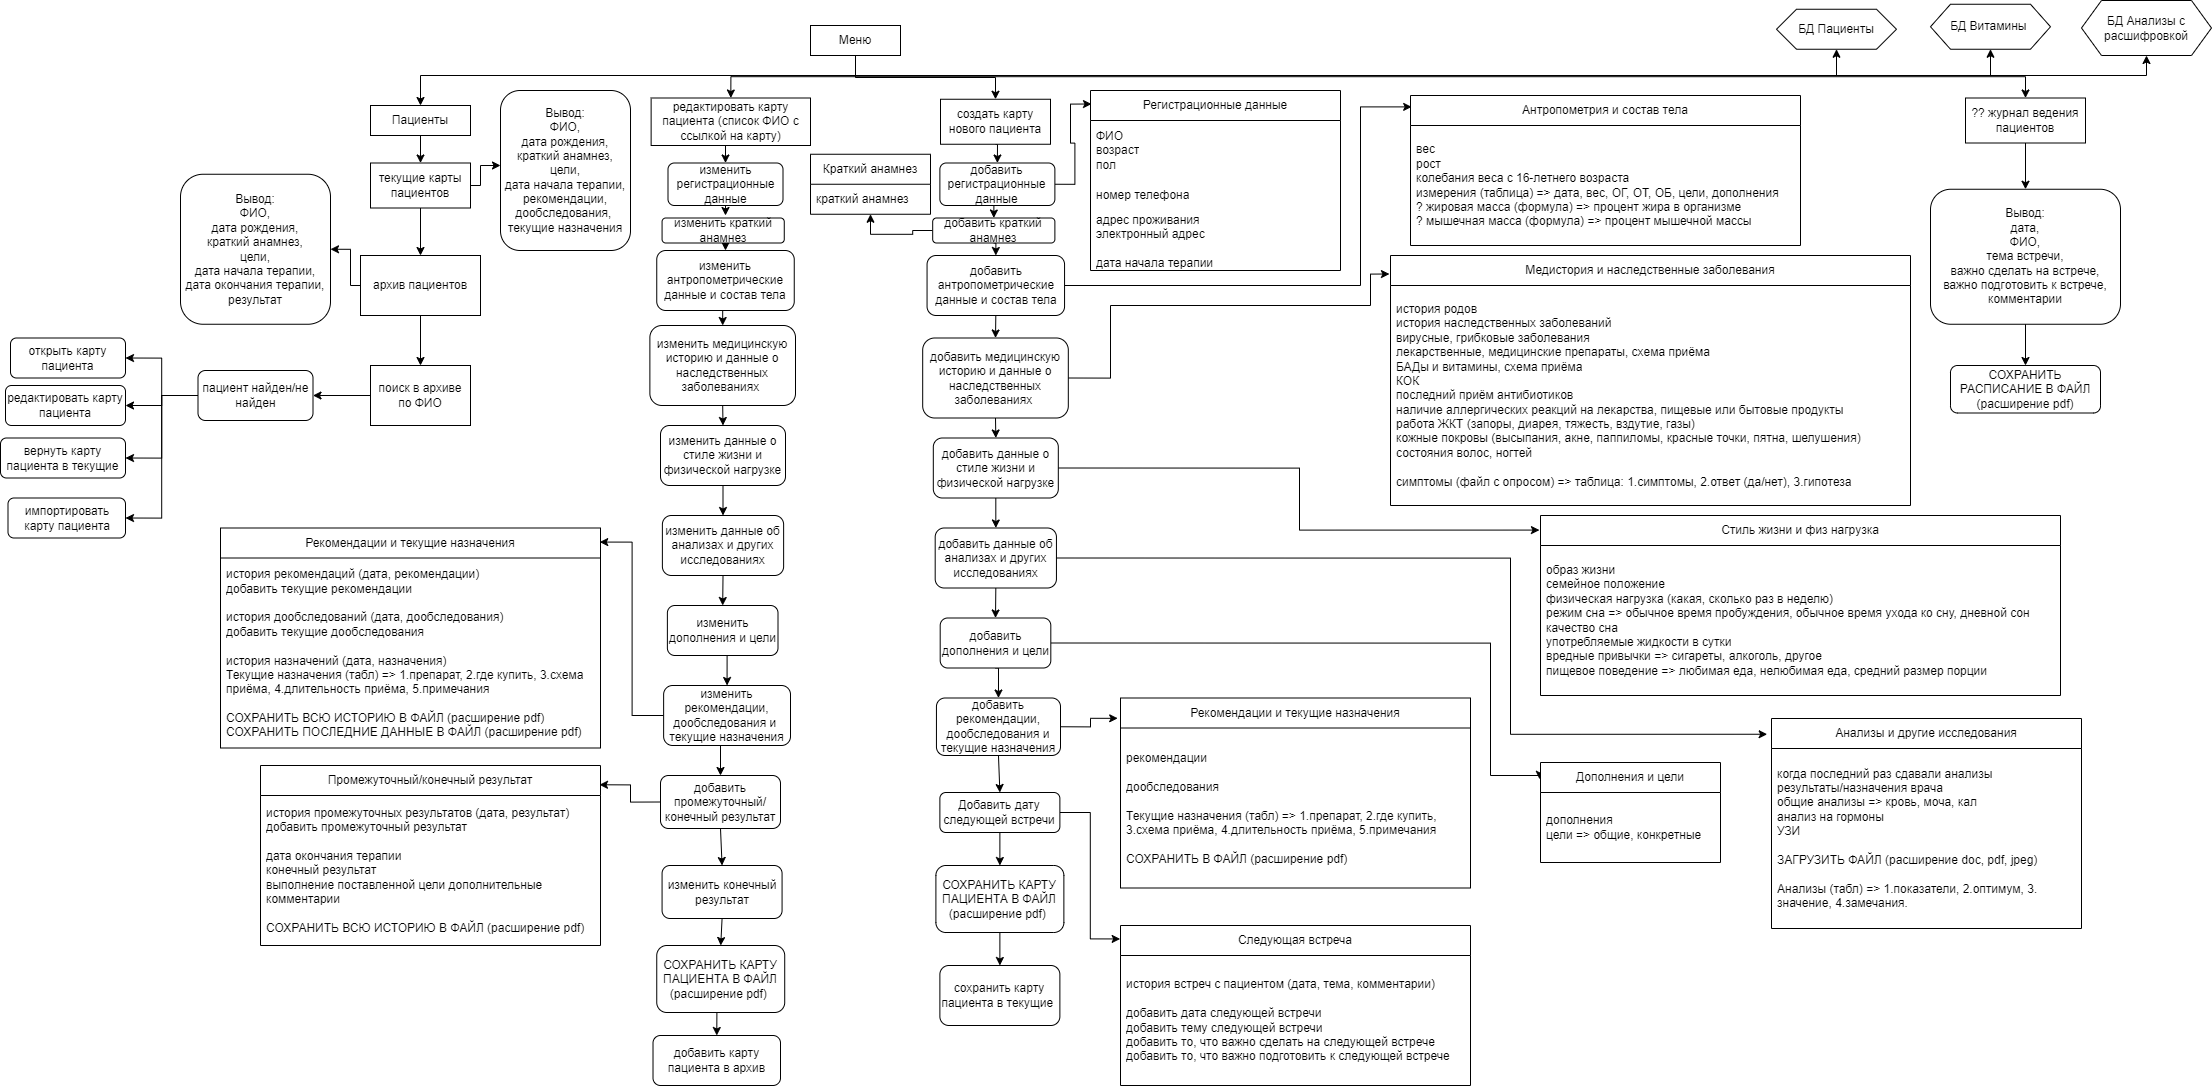 Меню
БД Пациенты
БД Витамины
БД Анализы с
расшифровкой
Пациенты
текущие карты
пациентов
Вывод:
ФИО,
дата рождения,
краткий анамнез,
цели,
дата начала терапии,
рекомендации,
дообследования,
текущие назначения
архив пациентов
Вывод:
ФИО,
дата рождения,
краткий анамнез,
цели,
дата начала терапии,
дата окончания терапии,
результат
поиск в архиве
по ФИО
пациент найден/не
найден
открыть карту
пациента
редактировать карту
пациента
вернуть карту
пациента в текущие
импортировать
карту пациента
редактировать карту
пациента (список ФИО с
ссылкой на карту)
изменить
регистрационные
данные
изменить краткий
анамнез
изменить
антропометрические
данные и состав тела
изменить медицинскую
историю и данные о
наследственных
заболеваниях
изменить данные о
стиле жизни и
физической нагрузке
изменить данные об
анализах и других
исследованиях
изменить
дополнения и цели
изменить
рекомендации,
дообследования и
текущие назначения
добавить
промежуточный/
конечный результат
изменить конечный
результат
СОХРАНИТЬ КАРТУ
ПАЦИЕНТА В ФАЙЛ
(расширение pdf)
добавить карту
пациента в архив
Рекомендации и текущие назначения
история рекомендаций (дата, рекомендации)
добавить текущие рекомендации
история дообследований (дата, дообследования)
добавить текущие дообследования
история назначений (дата, назначения)
Текущие назначения (табл) => 1.препарат, 2.где купить, 3.схема
приёма, 4.длительность приёма, 5.примечания
СОХРАНИТЬ ВСЮ ИСТОРИЮ В ФАЙЛ (расширение pdf)
СОХРАНИТЬ ПОСЛЕДНИЕ ДАННЫЕ В ФАЙЛ (расширение pdf)
Промежуточный/конечный результат
история промежуточных результатов (дата, результат)
добавить промежуточный результат
дата окончания терапии
конечный результат
выполнение поставленной цели дополнительные
комментарии
СОХРАНИТЬ ВСЮ ИСТОРИЮ В ФАЙЛ (расширение pdf)
создать карту
нового пациента
добавить
регистрационные
данные
добавить краткий
анамнез
Краткий анамнез
краткий анамнез
добавить
антропометрические
данные и состав тела
добавить медицинскую
историю и данные о
наследственных
заболеваниях
добавить данные о
стиле жизни и
физической нагрузке
добавить данные об
анализах и других
исследованиях
добавить
дополнения и цели
добавить
рекомендации,
дообследования и
текущие назначения
Добавить дату
следующей встречи
СОХРАНИТЬ КАРТУ
ПАЦИЕНТА В ФАЙЛ
(расширение pdf)
сохранить карту
пациента в текущие
Регистрационные данные
ФИО
возраст
пол
номер телефона
адрес проживания
электронный адрес
дата начала терапии
Антропометрия и состав тела
вес
рост
колебания веса с 16-летнего возраста
измерения (таблица) => дата, вес, ОГ, ОТ, ОБ, цели, дополнения
? жировая масса (формула) => процент жира в организме
? мышечная масса (формула) => процент мышечной массы
Медистория и наследственные заболевания
история родов
история наследственных заболеваний
вирусные, грибковые заболевания
лекарственные, медицинские препараты, схема приёма
БАДы и витамины, схема приёма
КОК
последний приём антибиотиков
наличие аллергических реакций на лекарства, пищевые или бытовые продукты
работа ЖКТ (запоры, диарея, тяжесть, вздутие, газы)
кожные покровы (высыпания, акне, паппиломы, красные точки, пятна, шелушения)
состояния волос, ногтей
симптомы (файл с опросом) => таблица: 1.симптомы, 2.ответ (да/нет), 3.гипотеза
Стиль жизни и физ нагрузка
образ жизни
семейное положение
физическая нагрузка (какая, сколько раз в неделю)
режим сна => обычное время пробуждения, обычное время ухода ко сну, дневной сон
качество сна
употребляемые жидкости в сутки
вредные привычки => сигареты, алкоголь, другое
пищевое поведение => любимая еда, нелюбимая еда, средний размер порции
Рекомендации и текущие назначения
рекомендации
дообследования
Текущие назначения (табл) => 1.препарат, 2.где купить,
3.схема приёма, 4.длительность приёма, 5.примечания
СОХРАНИТЬ В ФАЙЛ (расширение pdf)
Дополнения и цели
дополнения
цели => общие, конкретные
Анализы и другие исследования
когда последний раз сдавали анализы
результаты/назначения врача
общие анализы => кровь, моча, кал
анализ на гормоны
УЗИ
ЗАГРУЗИТЬ ФАЙЛ (расширение doc, pdf, jpeg)
Анализы (табл) => 1.показатели, 2.оптимум, 3.
значение, 4.замечания.
Следующая встреча
история встреч с пациентом (дата, тема, комментарии)
добавить дата следующей встречи
добавить тему следующей встречи
добавить то, что важно сделать на следующей встрече
добавить то, что важно подготовить к следующей встрече
?? журнал ведения
пациентов
Вывод:
дата,
ФИО,
тема встречи,
важно сделать на встрече,
важно подготовить к встрече,
комментарии
СОХРАНИТЬ
РАСПИСАНИЕ В ФАЙЛ
(расширение pdf)